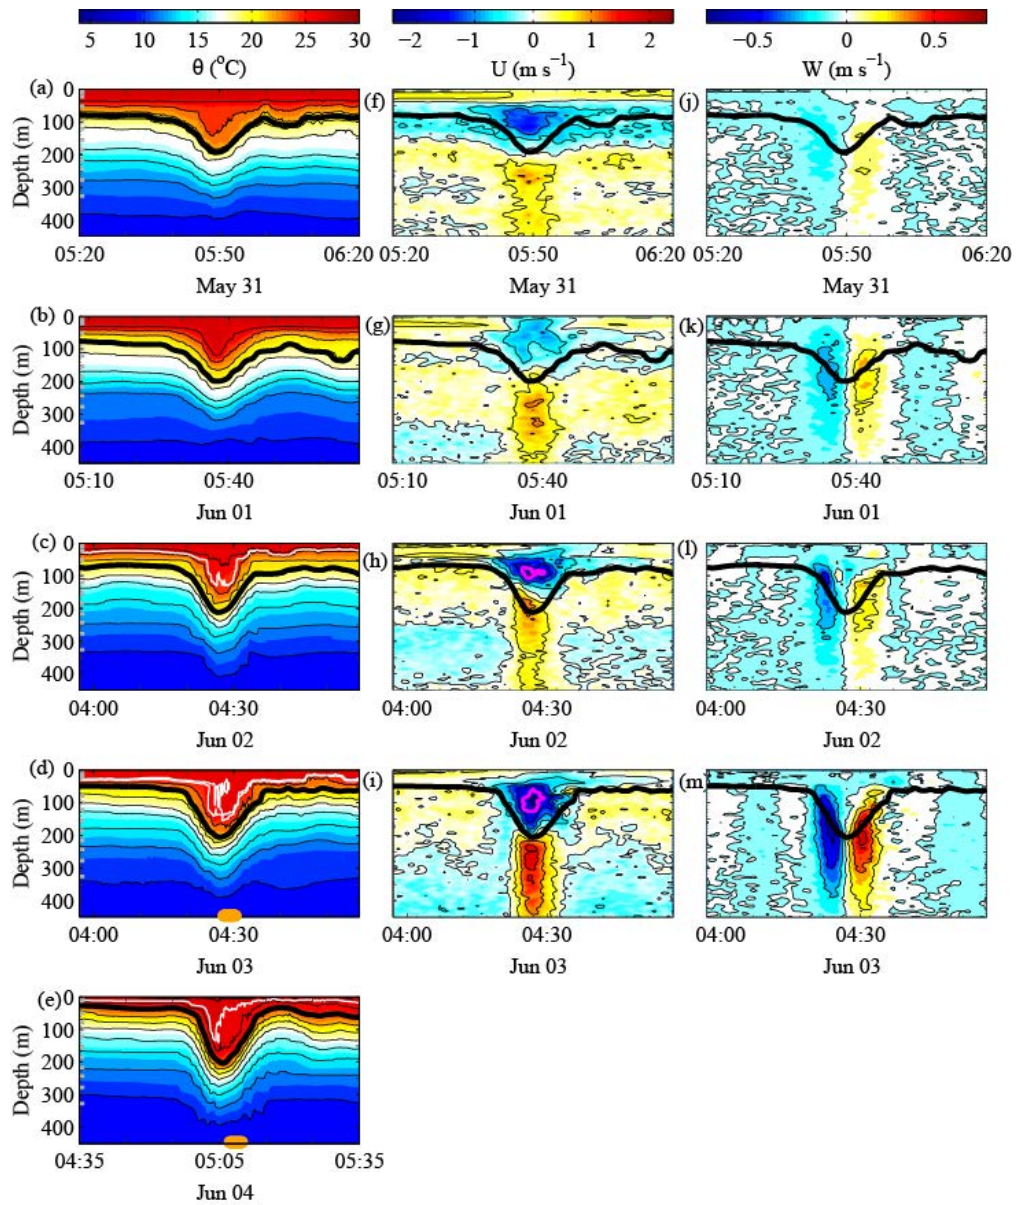 5 10 15 20 25 30
−2 −1 0 1 2
−0.5 0 0.5
θ (°C)
U (m s⁻¹)
W (m s⁻¹)
(a)
(f)
(j)
0
100
200
300
400
Depth (m)
05:20 05:50 06:20
05:20 05:50 06:20
05:20 05:50 06:20
May 31
May 31
May 31
(b)
(g)
(k)
0
100
200
300
400
Depth (m)
05:10 05:40
05:10 05:40
05:10 05:40
Jun 01
Jun 01
Jun 01
(c)
(h)
(l)
0
100
200
300
400
Depth (m)
04:00 04:30
04:00 04:30
04:00 04:30
Jun 02
Jun 02
Jun 02
(d)
(i)
(m)
0
100
200
300
400
Depth (m)
04:00 04:30
04:00 04:30
04:00 04:30
Jun 03
Jun 03
Jun 03
(e)
0
100
200
300
400
Depth (m)
04:35 05:05 05:35
Jun 04